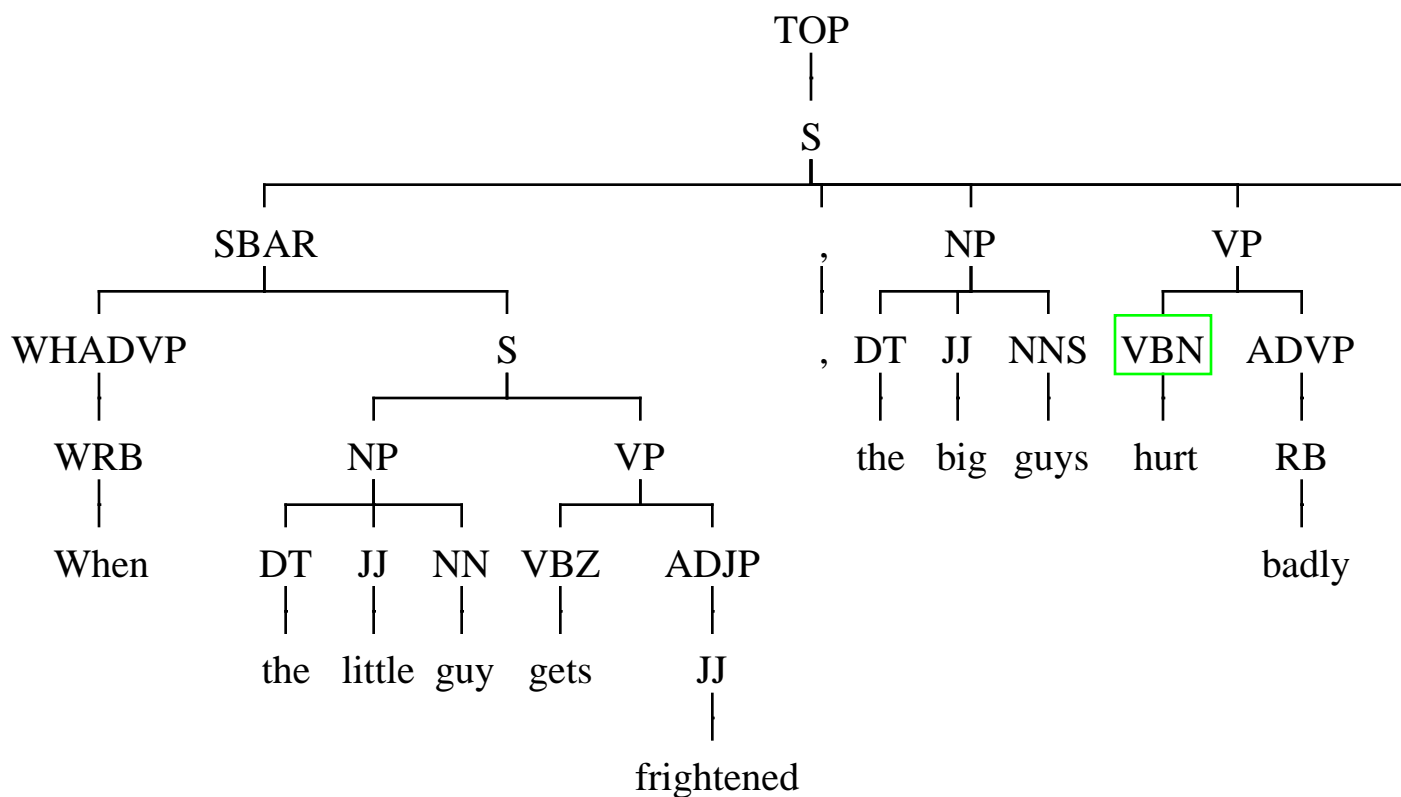 TOP
S
SBAR , NP VP
WHADVP S , DT JJ NNS VBN ADVP
WRB NP VP the big guys hurt RB
When DT JJ NN VBZ ADJP badly
the little guy gets JJ
frightened